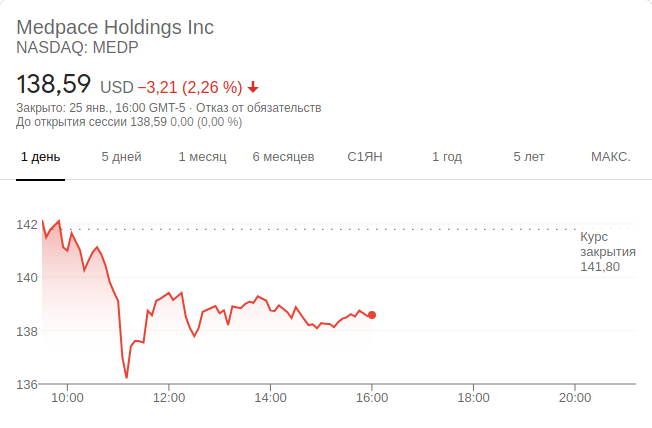 Medpace Holdings Inc
NASDAQ: MEDP
138,59 USD −3,21 (2,26 %)
Закрыто: 25 янв., 16:00 GMT-5 · Отказ от обязательств
До открытия сессии 138,59 0,00 (0,00 %)
1 день 5 дней 1 месяц 6 месяцев С1ЯН 1 год 5 лет МАКС.
142
Курс
закрытия
141,80
140
138
136
10:00 12:00 14:00 16:00 18:00 20:00